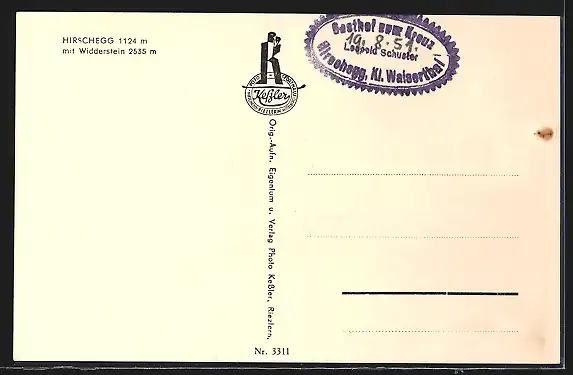 HIRSCHEGG 1124 m
mit Widderstein 2535 m
Keßler
RIEZLERN
Orig.-Aufn. Eigentum u. Verlag Photo Keßler, Riezlern,
Nr. 3311
Gasthof zum Kreuz
19. 8. 51.
Leopold Schuster
Hirschegg, Kl. Walsertal